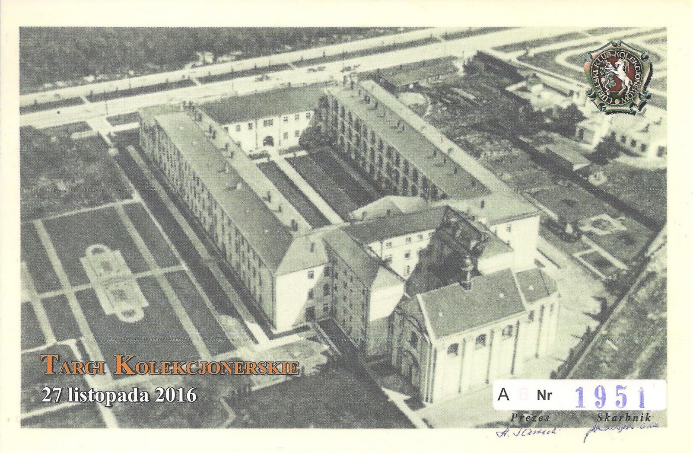 TARGI KOLEKCJONERSKIE
27 listopada 2016
A Nr 1951
Prezes Skarbnik